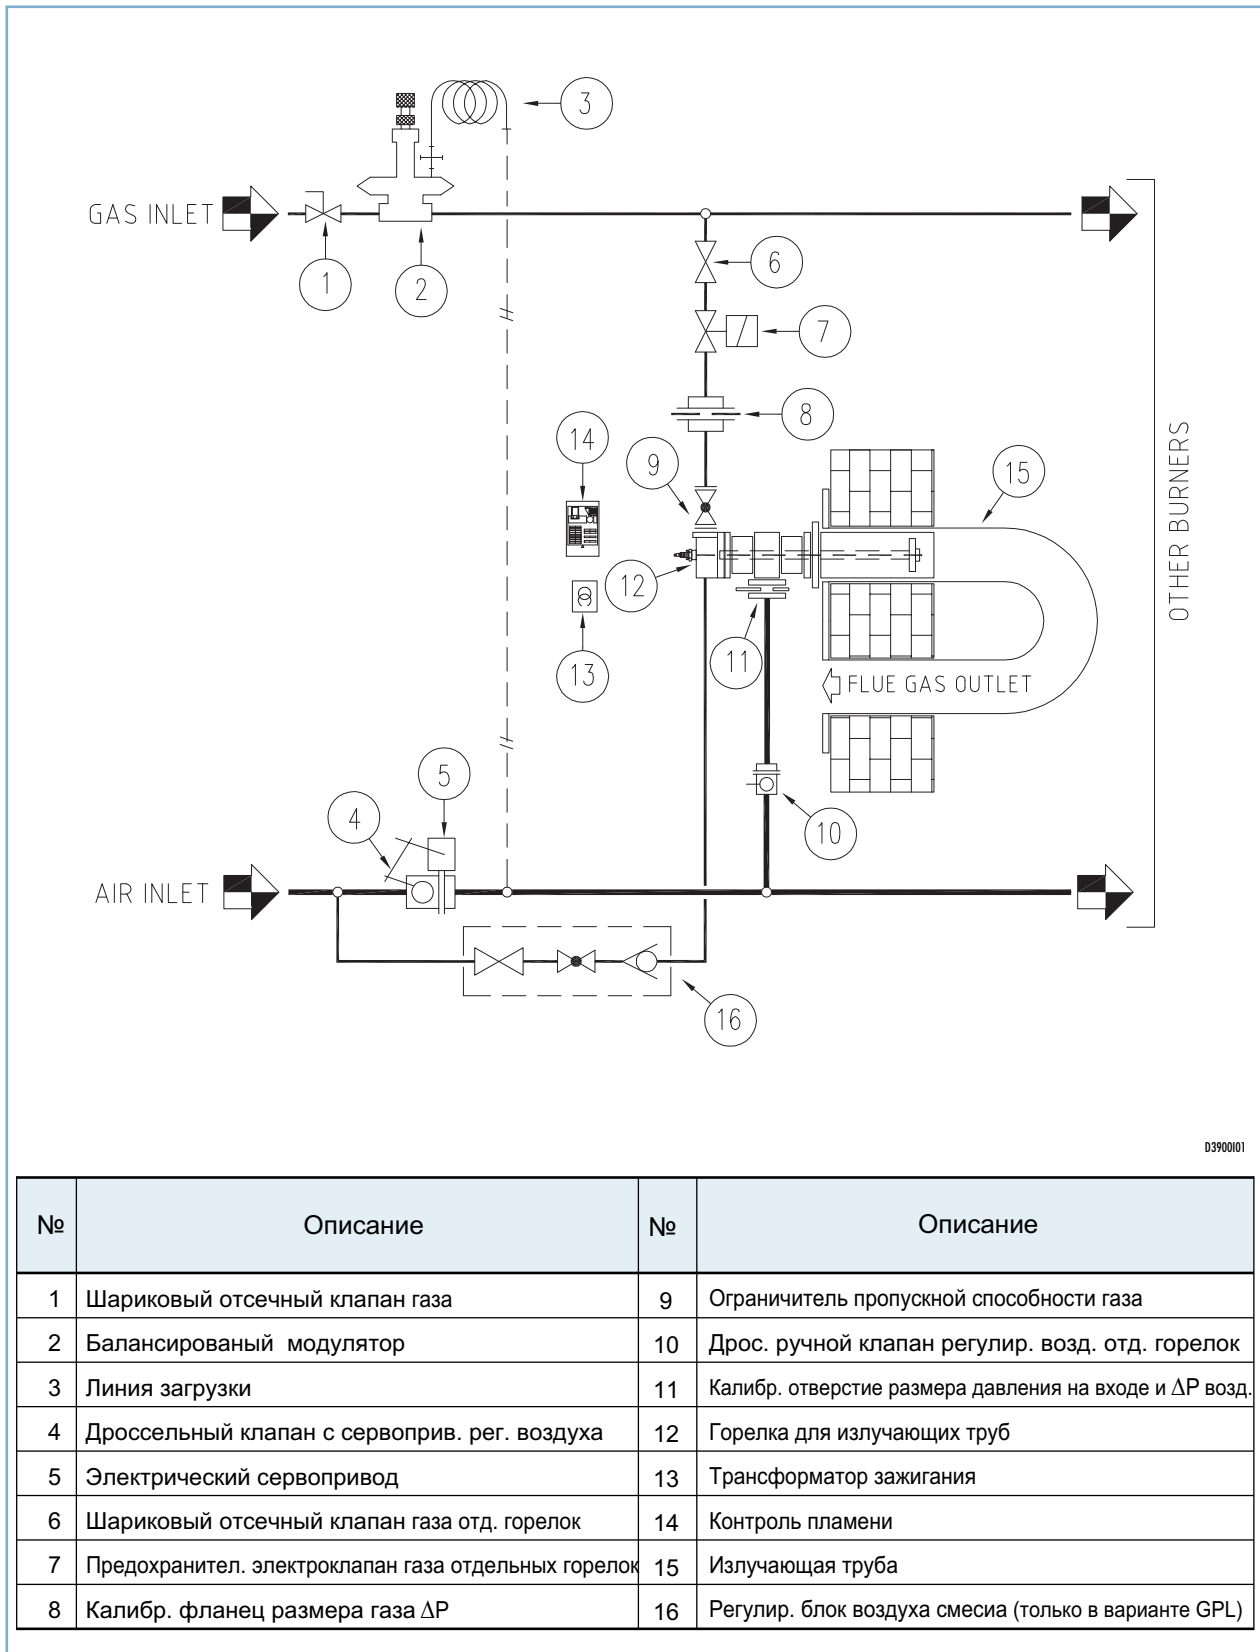 3
GAS INLET
1
2
6
7
8
14
9
15
OTHER BURNERS
12
11
13
FLUE GAS OUTLET
5
4
10
AIR INLET
16
D3900I01
№ Описание № Описание
1 Шариковый отсечный клапан газа 9 Ограничитель пропускной способности газа
2 Балансированый модулятор 10 Дрос. ручной клапан регулир. возд. отд. горелок
3 Линия загрузки 11 Калибр. отверстие размера давления на входе и ΔP возд.
4 Дроссельный клапан с сервоприв. рег. воздуха 12 Горелка для излучающих труб
5 Электрический сервопривод 13 Трансформатор зажигания
6 Шариковый отсечный клапан газа отд. горелок 14 Контроль пламени
7 Предохранител. электроклапан газа отдельных горелок 15 Излучающая труба
8 Калибр. фланец размера газа ΔP 16 Регулир. блок воздуха смесиа (только в варианте GPL)